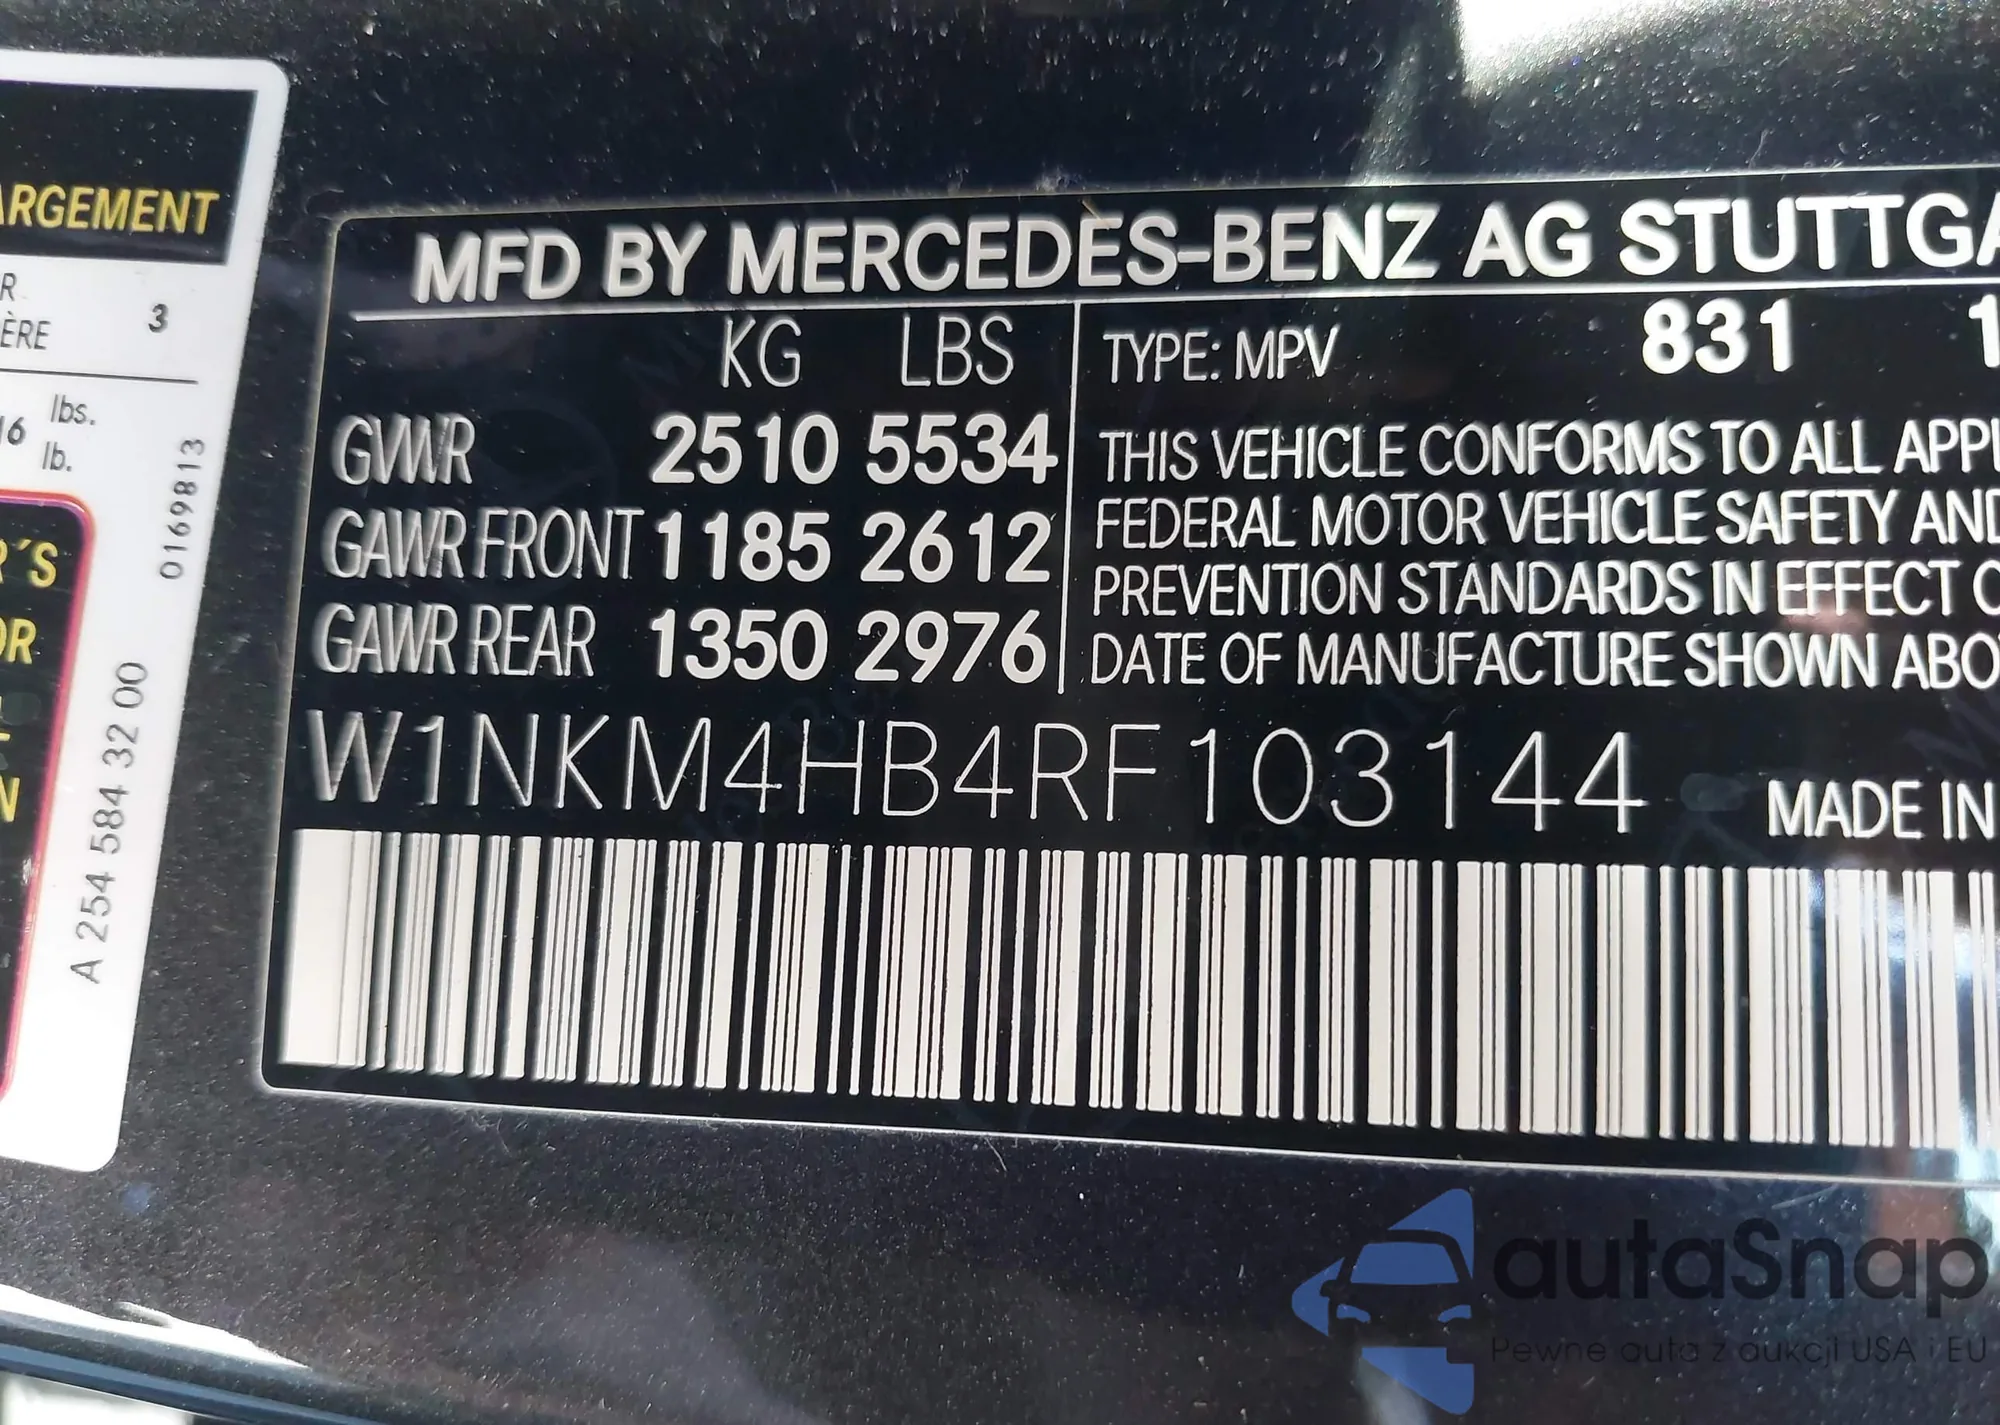 ARGEMENT
R
ÈRE 3
16 lbs.
lb.
0169813
R´S
OR
N
A 254 584 32 00
MFD BY MERCEDES-BENZ AG STUTTGA
KG LBS
TYPE: MPV 831 1
GVWR 2510 5534
GAWR FRONT 1185 2612
GAWR REAR 1350 2976
THIS VEHICLE CONFORMS TO ALL APPL
FEDERAL MOTOR VEHICLE SAFETY AND
PREVENTION STANDARDS IN EFFECT O
DATE OF MANUFACTURE SHOWN ABO
W1NKM4HB4RF103144
MADE IN
autaSnap
Pewne auta z aukcji USA i EU